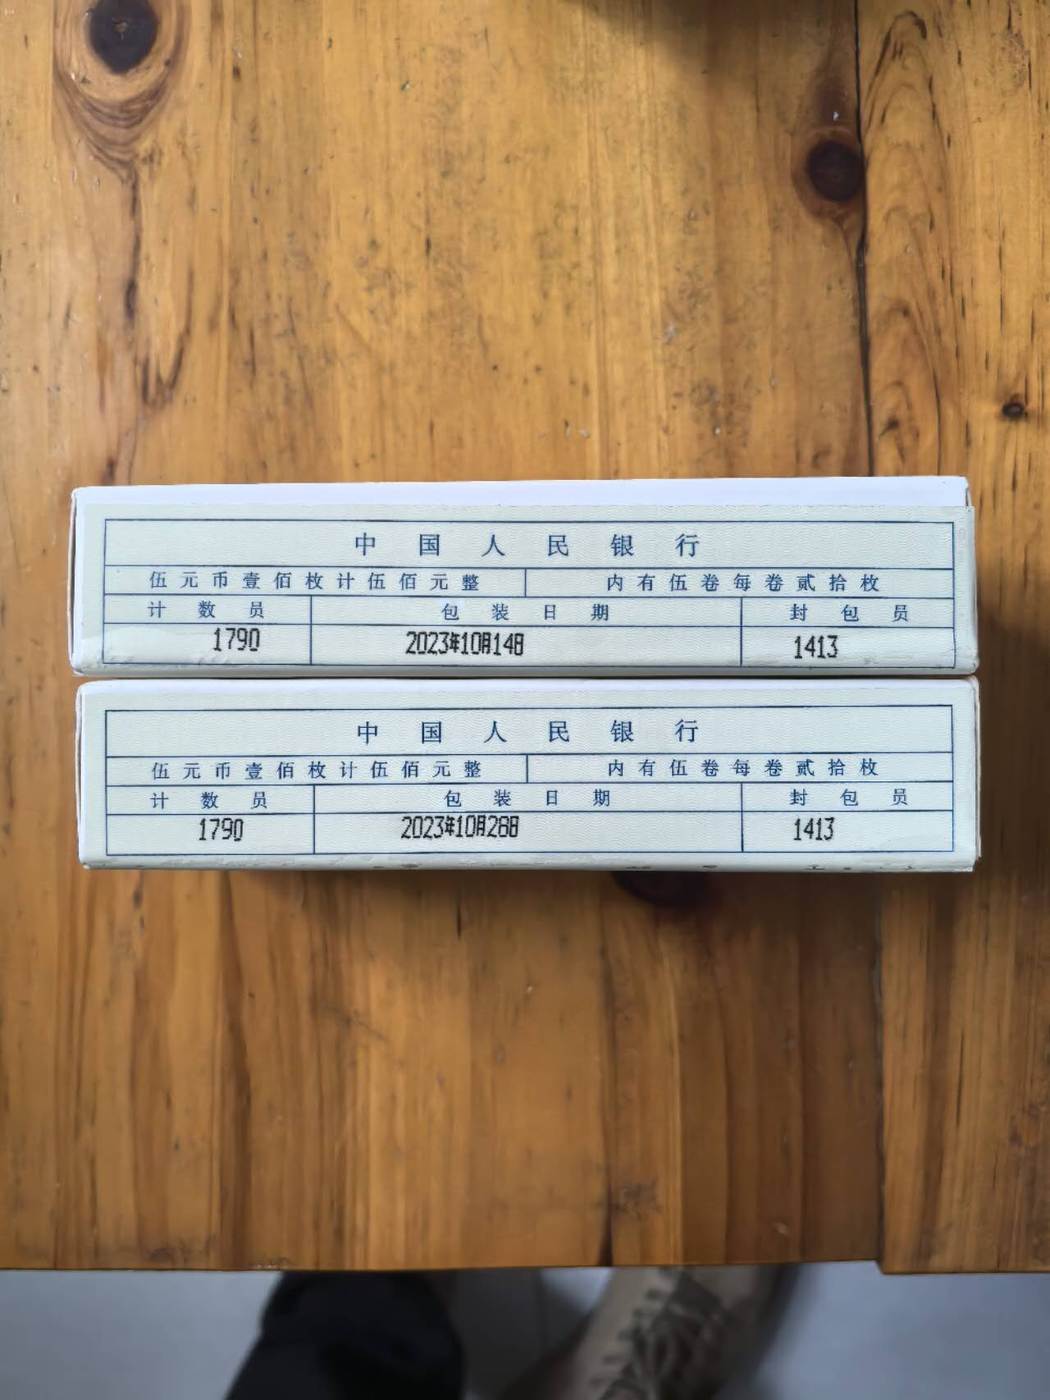 中国人民银行
伍元币壹佰枚计伍佰元整 内有伍卷每卷贰拾枚
计数员 包装日期 封包员
1790 2023年10月14日 1413
中国人民银行
伍元币壹佰枚计伍佰元整 内有伍卷每卷贰拾枚
计数员 包装日期 封包员
1790 2023年10月28日 1413